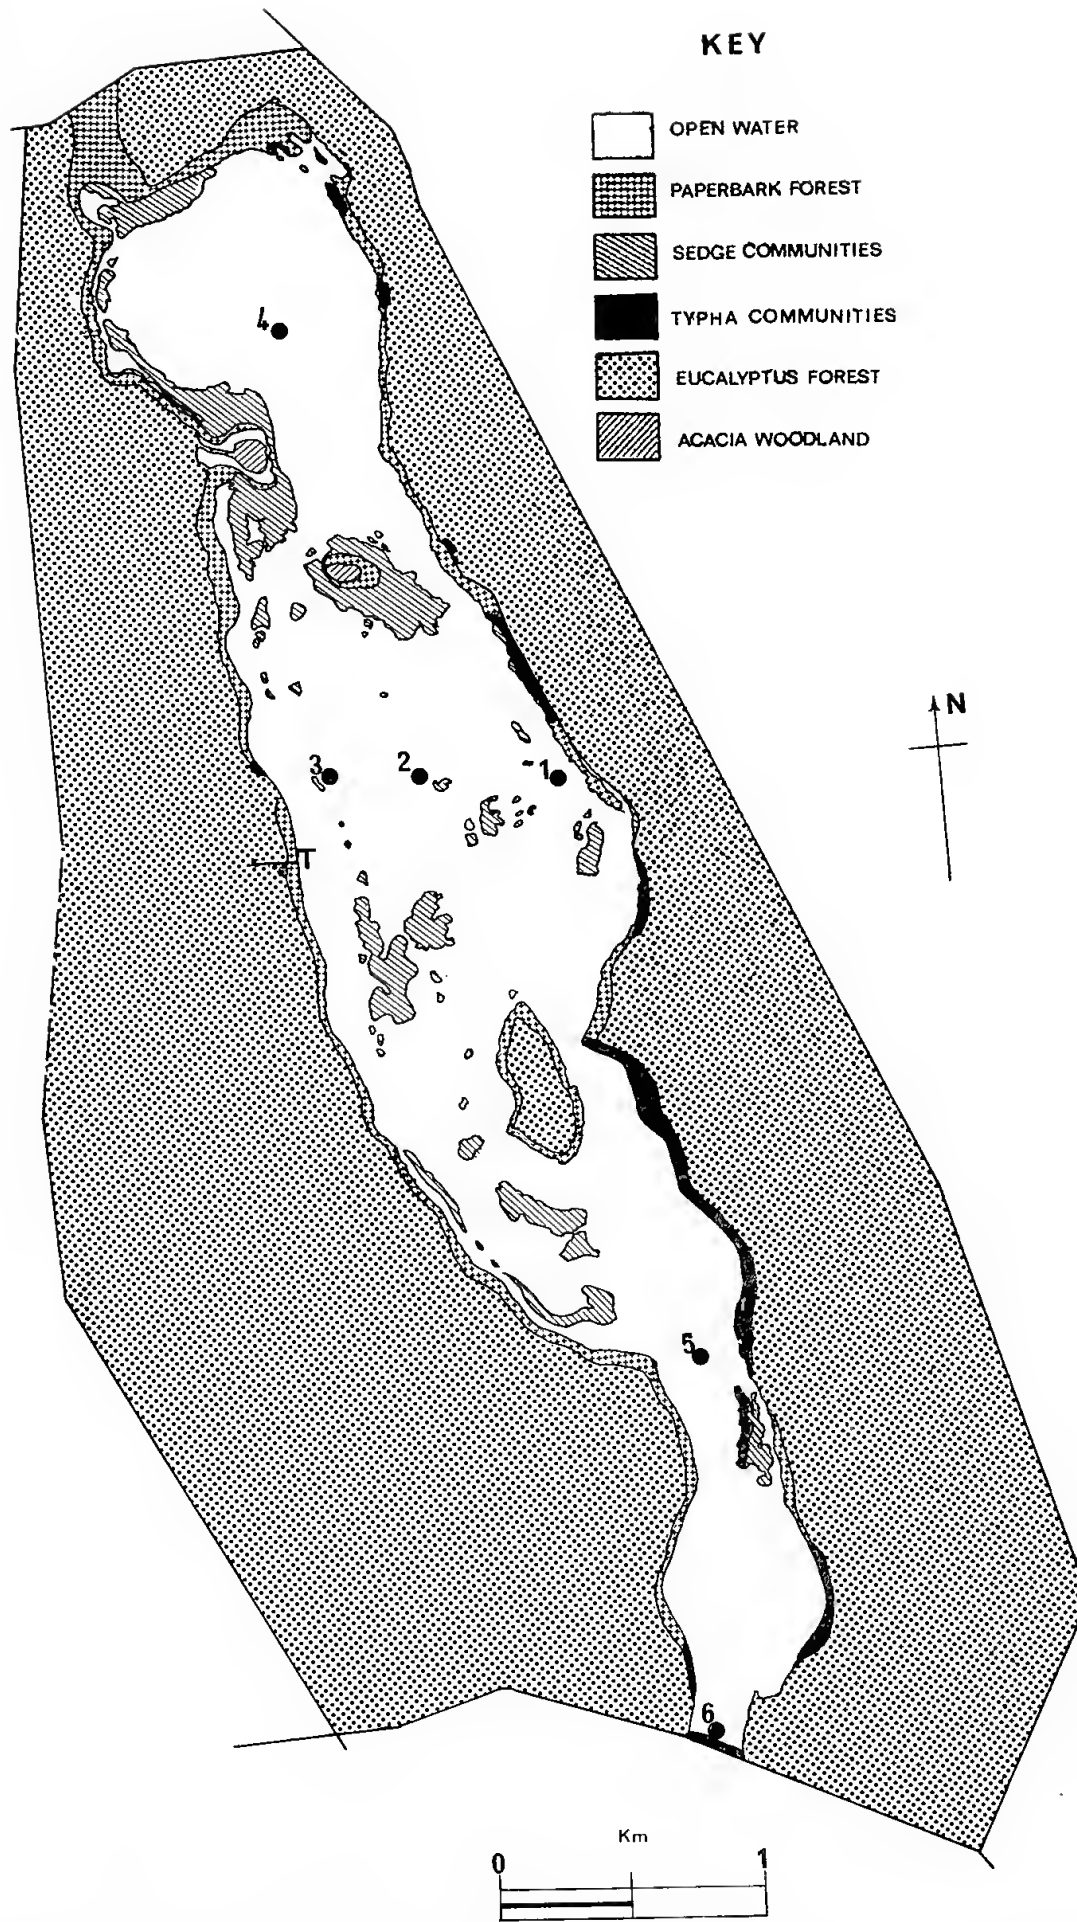 KEY
OPEN WATER
PAPERBARK FOREST
SEDGE COMMUNITIES
TYPHA COMMUNITIES
EUCALYPTUS FOREST
ACACIA WOODLAND
4
N
3
2
1
T
5
6
Km
0
1